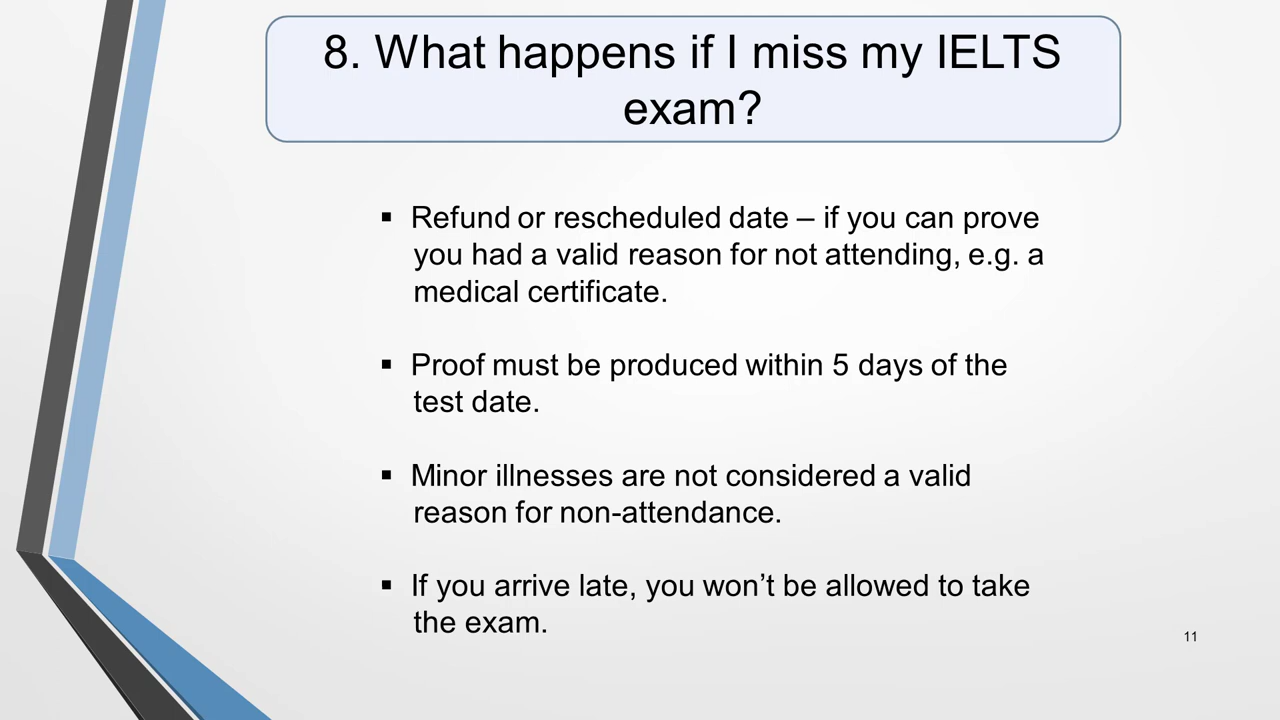 8. What happens if I miss my IELTS
exam?
▪ Refund or rescheduled date – if you can prove
you had a valid reason for not attending, e.g. a
medical certificate.
▪ Proof must be produced within 5 days of the
test date.
▪ Minor illnesses are not considered a valid
reason for non-attendance.
▪ If you arrive late, you won’t be allowed to take
the exam.
11